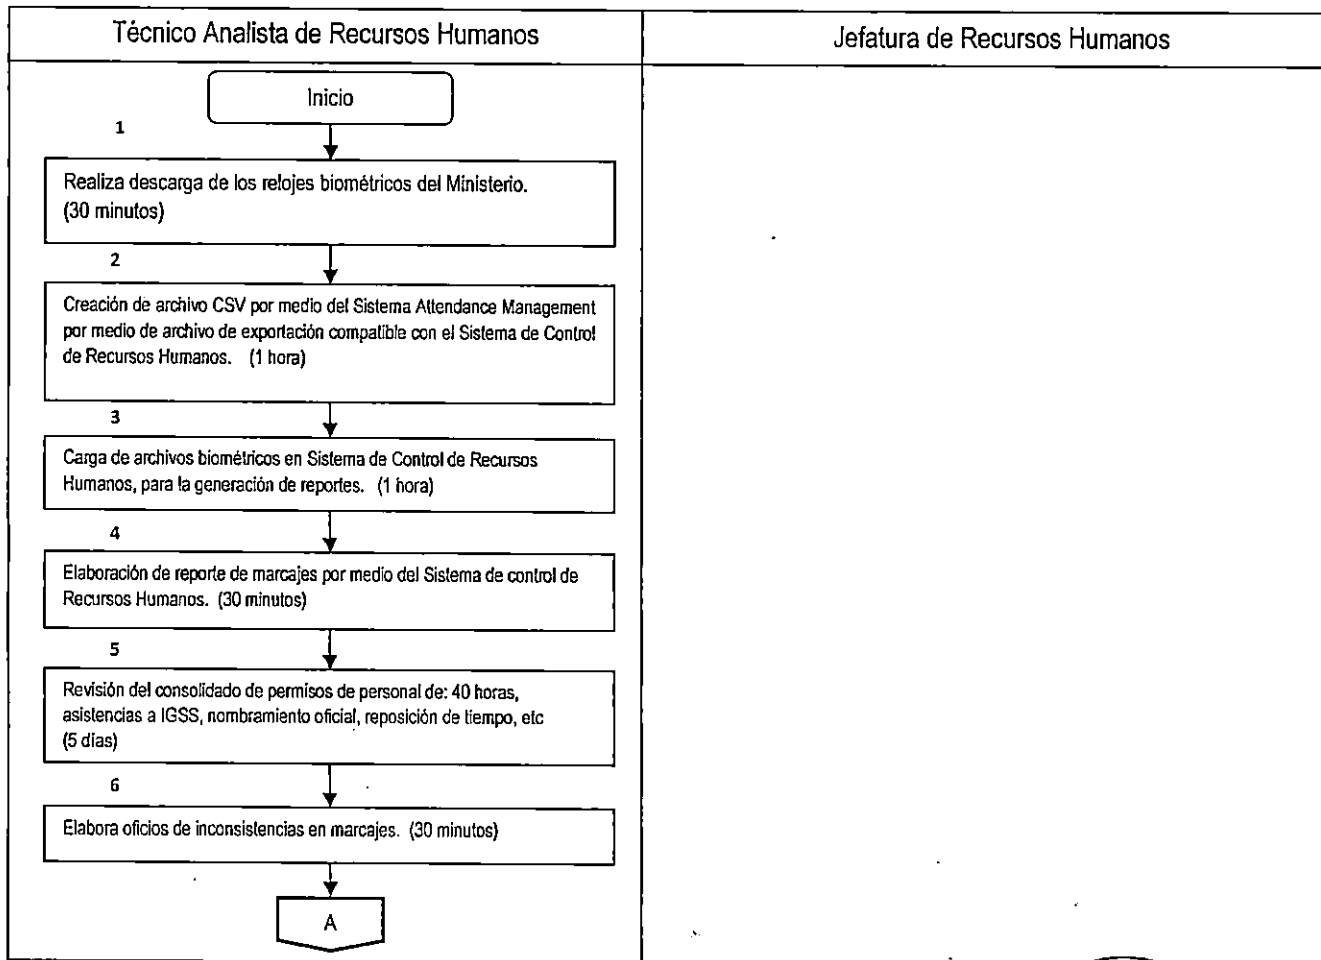 Técnico Analista de Recursos Humanos
Jefatura de Recursos Humanos
Inicio
1
Realiza descarga de los relojes biométricos del Ministerio.
(30 minutos)
2
Creación de archivo CSV por medio del Sistema Attendance Management
por medio de archivo de exportación compatible con el Sistema de Control
de Recursos Humanos. (1 hora)
3
Carga de archivos biométricos en Sistema de Control de Recursos
Humanos, para la generación de reportes. (1 hora)
4
Elaboración de reporte de marcajes por medio del Sistema de control de
Recursos Humanos. (30 minutos)
5
Revisión del consolidado de permisos de personal de: 40 horas,
asistencias a IGSS, nombramiento oficial, reposición de tiempo, etc
(5 días)
6
Elabora oficios de inconsistencias en marcajes. (30 minutos)
A